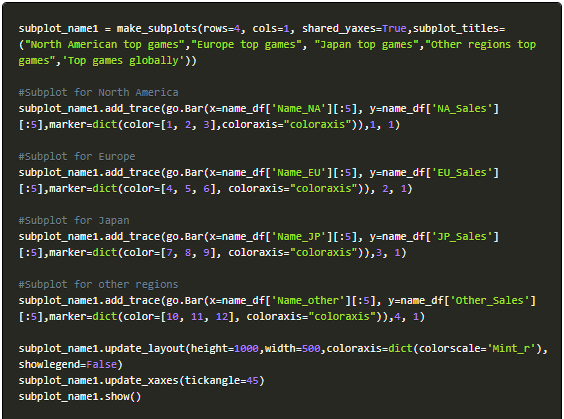 subplot_name1 = make_subplots(rows=4, cols=1, shared_yaxes=True,subplot_titles=
("North American top games","Europe top games", "Japan top games","Other regions top
games",'Top games globally'))
#Subplot for North America
subplot_name1.add_trace(go.Bar(x=name_df['Name_NA'][:5], y=name_df['NA_Sales']
[:5],marker=dict(color=[1, 2, 3],coloraxis="coloraxis")),1, 1)
#Subplot for Europe
subplot_name1.add_trace(go.Bar(x=name_df['Name_EU'][:5], y=name_df['EU_Sales']
[:5],marker=dict(color=[4, 5, 6], coloraxis="coloraxis")), 2, 1)
#Subplot for Japan
subplot_name1.add_trace(go.Bar(x=name_df['Name_JP'][:5], y=name_df['JP_Sales']
[:5],marker=dict(color=[7, 8, 9], coloraxis="coloraxis")),3, 1)
#Subplot for other regions
subplot_name1.add_trace(go.Bar(x=name_df['Name_other'][:5], y=name_df['Other_Sales']
[:5],marker=dict(color=[10, 11, 12], coloraxis="coloraxis")),4, 1)
subplot_name1.update_layout(height=1000,width=500,coloraxis=dict(colorscale='Mint_r'),
showlegend=False)
subplot_name1.update_xaxes(tickangle=45)
subplot_name1.show()